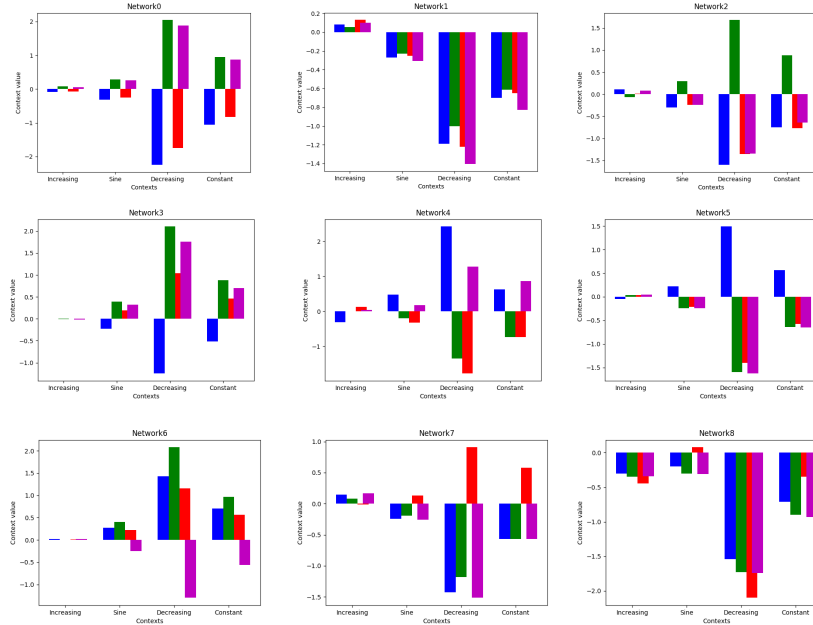 Network0
Context value
2
1
0
−1
−2
Increasing Sine Decreasing Constant
Contexts
Network1
Context value
0.2
0.0
−0.2
−0.4
−0.6
−0.8
−1.0
−1.2
−1.4
Increasing Sine Decreasing Constant
Contexts
Network2
Context value
1.5
1.0
0.5
0.0
−0.5
−1.0
−1.5
Increasing Sine Decreasing Constant
Contexts
Network3
Context value
2.0
1.5
1.0
0.5
0.0
−0.5
−1.0
Increasing Sine Decreasing Constant
Contexts
Network4
Context value
2
1
0
−1
Increasing Sine Decreasing Constant
Contexts
Network5
Context value
1.5
1.0
0.5
0.0
−0.5
−1.0
−1.5
Increasing Sine Decreasing Constant
Contexts
Network6
Context value
2.0
1.5
1.0
0.5
0.0
−0.5
−1.0
Increasing Sine Decreasing Constant
Contexts
Network7
Context value
1.0
0.5
0.0
−0.5
−1.0
−1.5
Increasing Sine Decreasing Constant
Contexts
Network8
Context value
0.0
−0.5
−1.0
−1.5
−2.0
Increasing Sine Decreasing Constant
Contexts